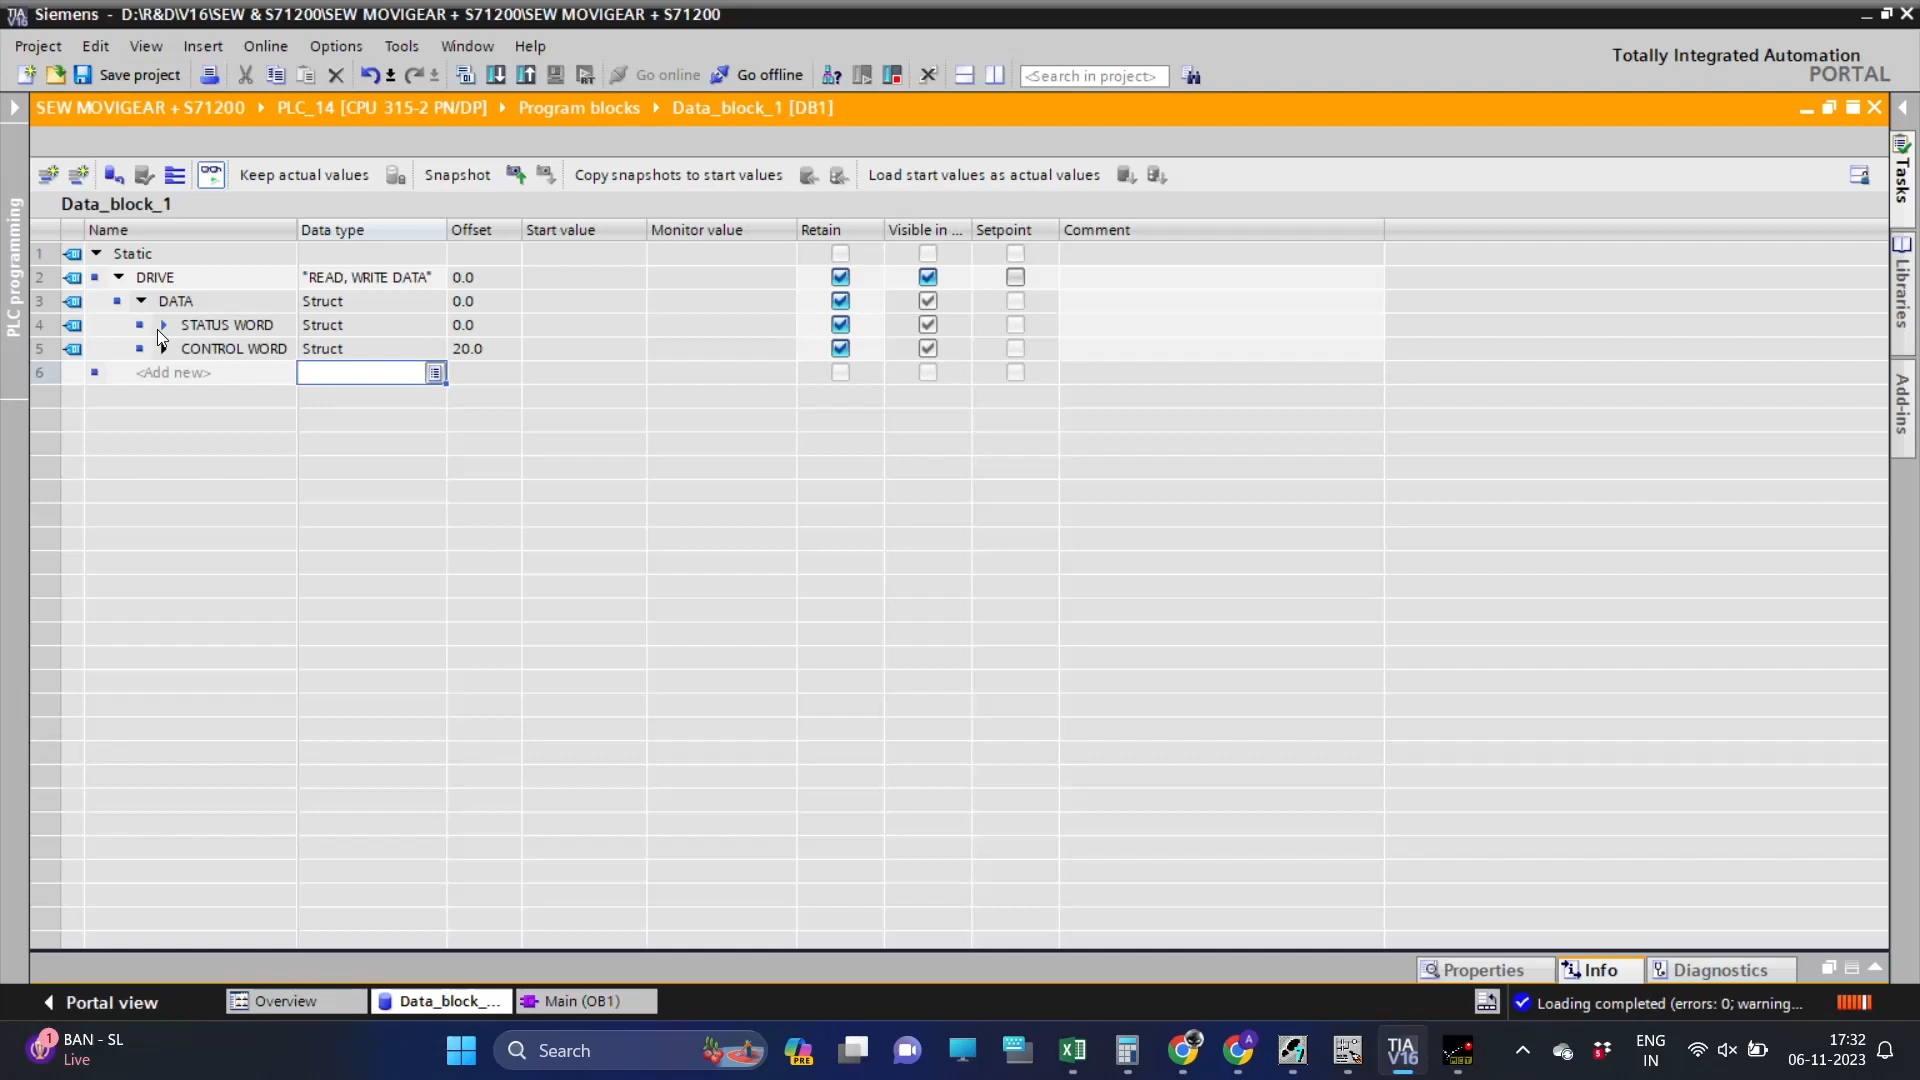 Siemens - D:\R&D\V16\SEW & S71200\SEW MOVIGEAR + S71200\SEW MOVIGEAR + S71200
Project Edit View Insert Online Options Tools Window Help
Totally Integrated Automation
PORTAL
Save project Go online Go offline <Search in project>
SEW MOVIGEAR + S71200 PLC_14 [CPU 315-2 PN/DP] Program blocks Data_block_1 [DB1]
Keep actual values Snapshot Copy snapshots to start values Load start values as actual values
Data_block_1
Name Data type Offset Start value Monitor value Retain Visible in ... Setpoint Comment
1 Static
2 DRIVE "READ, WRITE DATA" 0.0
3 DATA Struct 0.0
4 STATUS WORD Struct 0.0
5 CONTROL WORD Struct 20.0
6 <Add new>
PLC programming
Tasks
Libraries
Add-ins
Properties Info Diagnostics
Portal view Overview Data_block_... Main (OB1) Loading completed (errors: 0; warning...
1 BAN - SL
Live
Search
PRE
A
TIA
V16
ENG
IN
17:32
06-11-2023